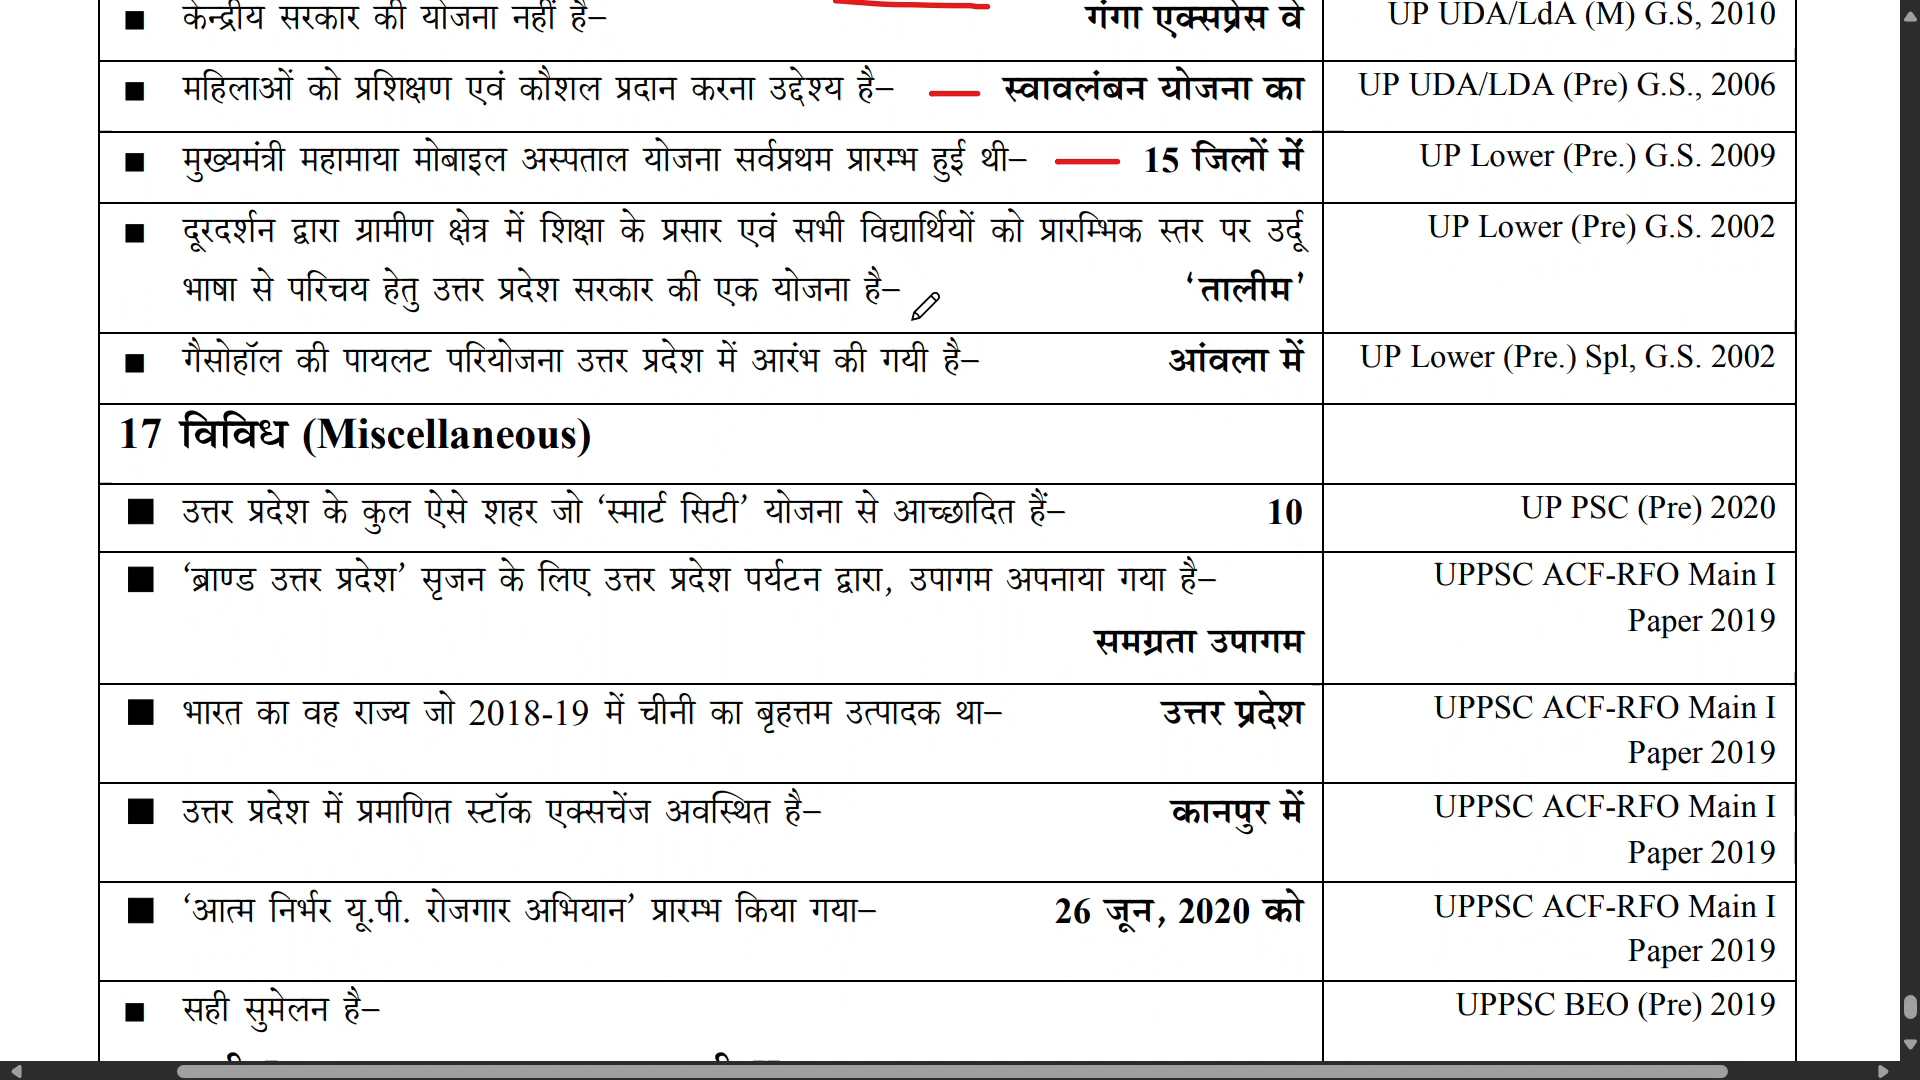 ■ केन्द्रीय सरकार की योजना नहीं है– गंगा एक्सप्रेस वे UP UDA/LdA (M) G.S, 2010
■ महिलाओं को प्रशिक्षण एवं कौशल प्रदान करना उद्देश्य है– स्वावलंबन योजना का UP UDA/LDA (Pre) G.S., 2006
■ मुख्यमंत्री महामाया मोबाइल अस्पताल योजना सर्वप्रथम प्रारम्भ हुई थी– 15 जिलों में UP Lower (Pre.) G.S. 2009
■ दूरदर्शन द्वारा ग्रामीण क्षेत्र में शिक्षा के प्रसार एवं सभी विद्यार्थियों को प्रारम्भिक स्तर पर उर्दू UP Lower (Pre) G.S. 2002
भाषा से परिचय हेतु उत्तर प्रदेश सरकार की एक योजना है– ‘तालीम’
■ गैसोहॉल की पायलट परियोजना उत्तर प्रदेश में आरंभ की गयी है– आंवला में UP Lower (Pre.) Spl, G.S. 2002
17 विविध (Miscellaneous)
■ उत्तर प्रदेश के कुल ऐसे शहर जो ‘स्मार्ट सिटी’ योजना से आच्छादित हैं– 10 UP PSC (Pre) 2020
■ ‘ब्राण्ड उत्तर प्रदेश’ सृजन के लिए उत्तर प्रदेश पर्यटन द्वारा, उपागम अपनाया गया है– UPPSC ACF-RFO Main I
Paper 2019
समग्रता उपागम
■ भारत का वह राज्य जो 2018-19 में चीनी का बृहत्तम उत्पादक था– उत्तर प्रदेश UPPSC ACF-RFO Main I
Paper 2019
■ उत्तर प्रदेश में प्रमाणित स्टॉक एक्सचेंज अवस्थित है– कानपुर में UPPSC ACF-RFO Main I
Paper 2019
■ ‘आत्म निर्भर यू.पी. रोजगार अभियान’ प्रारम्भ किया गया– 26 जून, 2020 को UPPSC ACF-RFO Main I
Paper 2019
■ सही सुमेलन है– UPPSC BEO (Pre) 2019